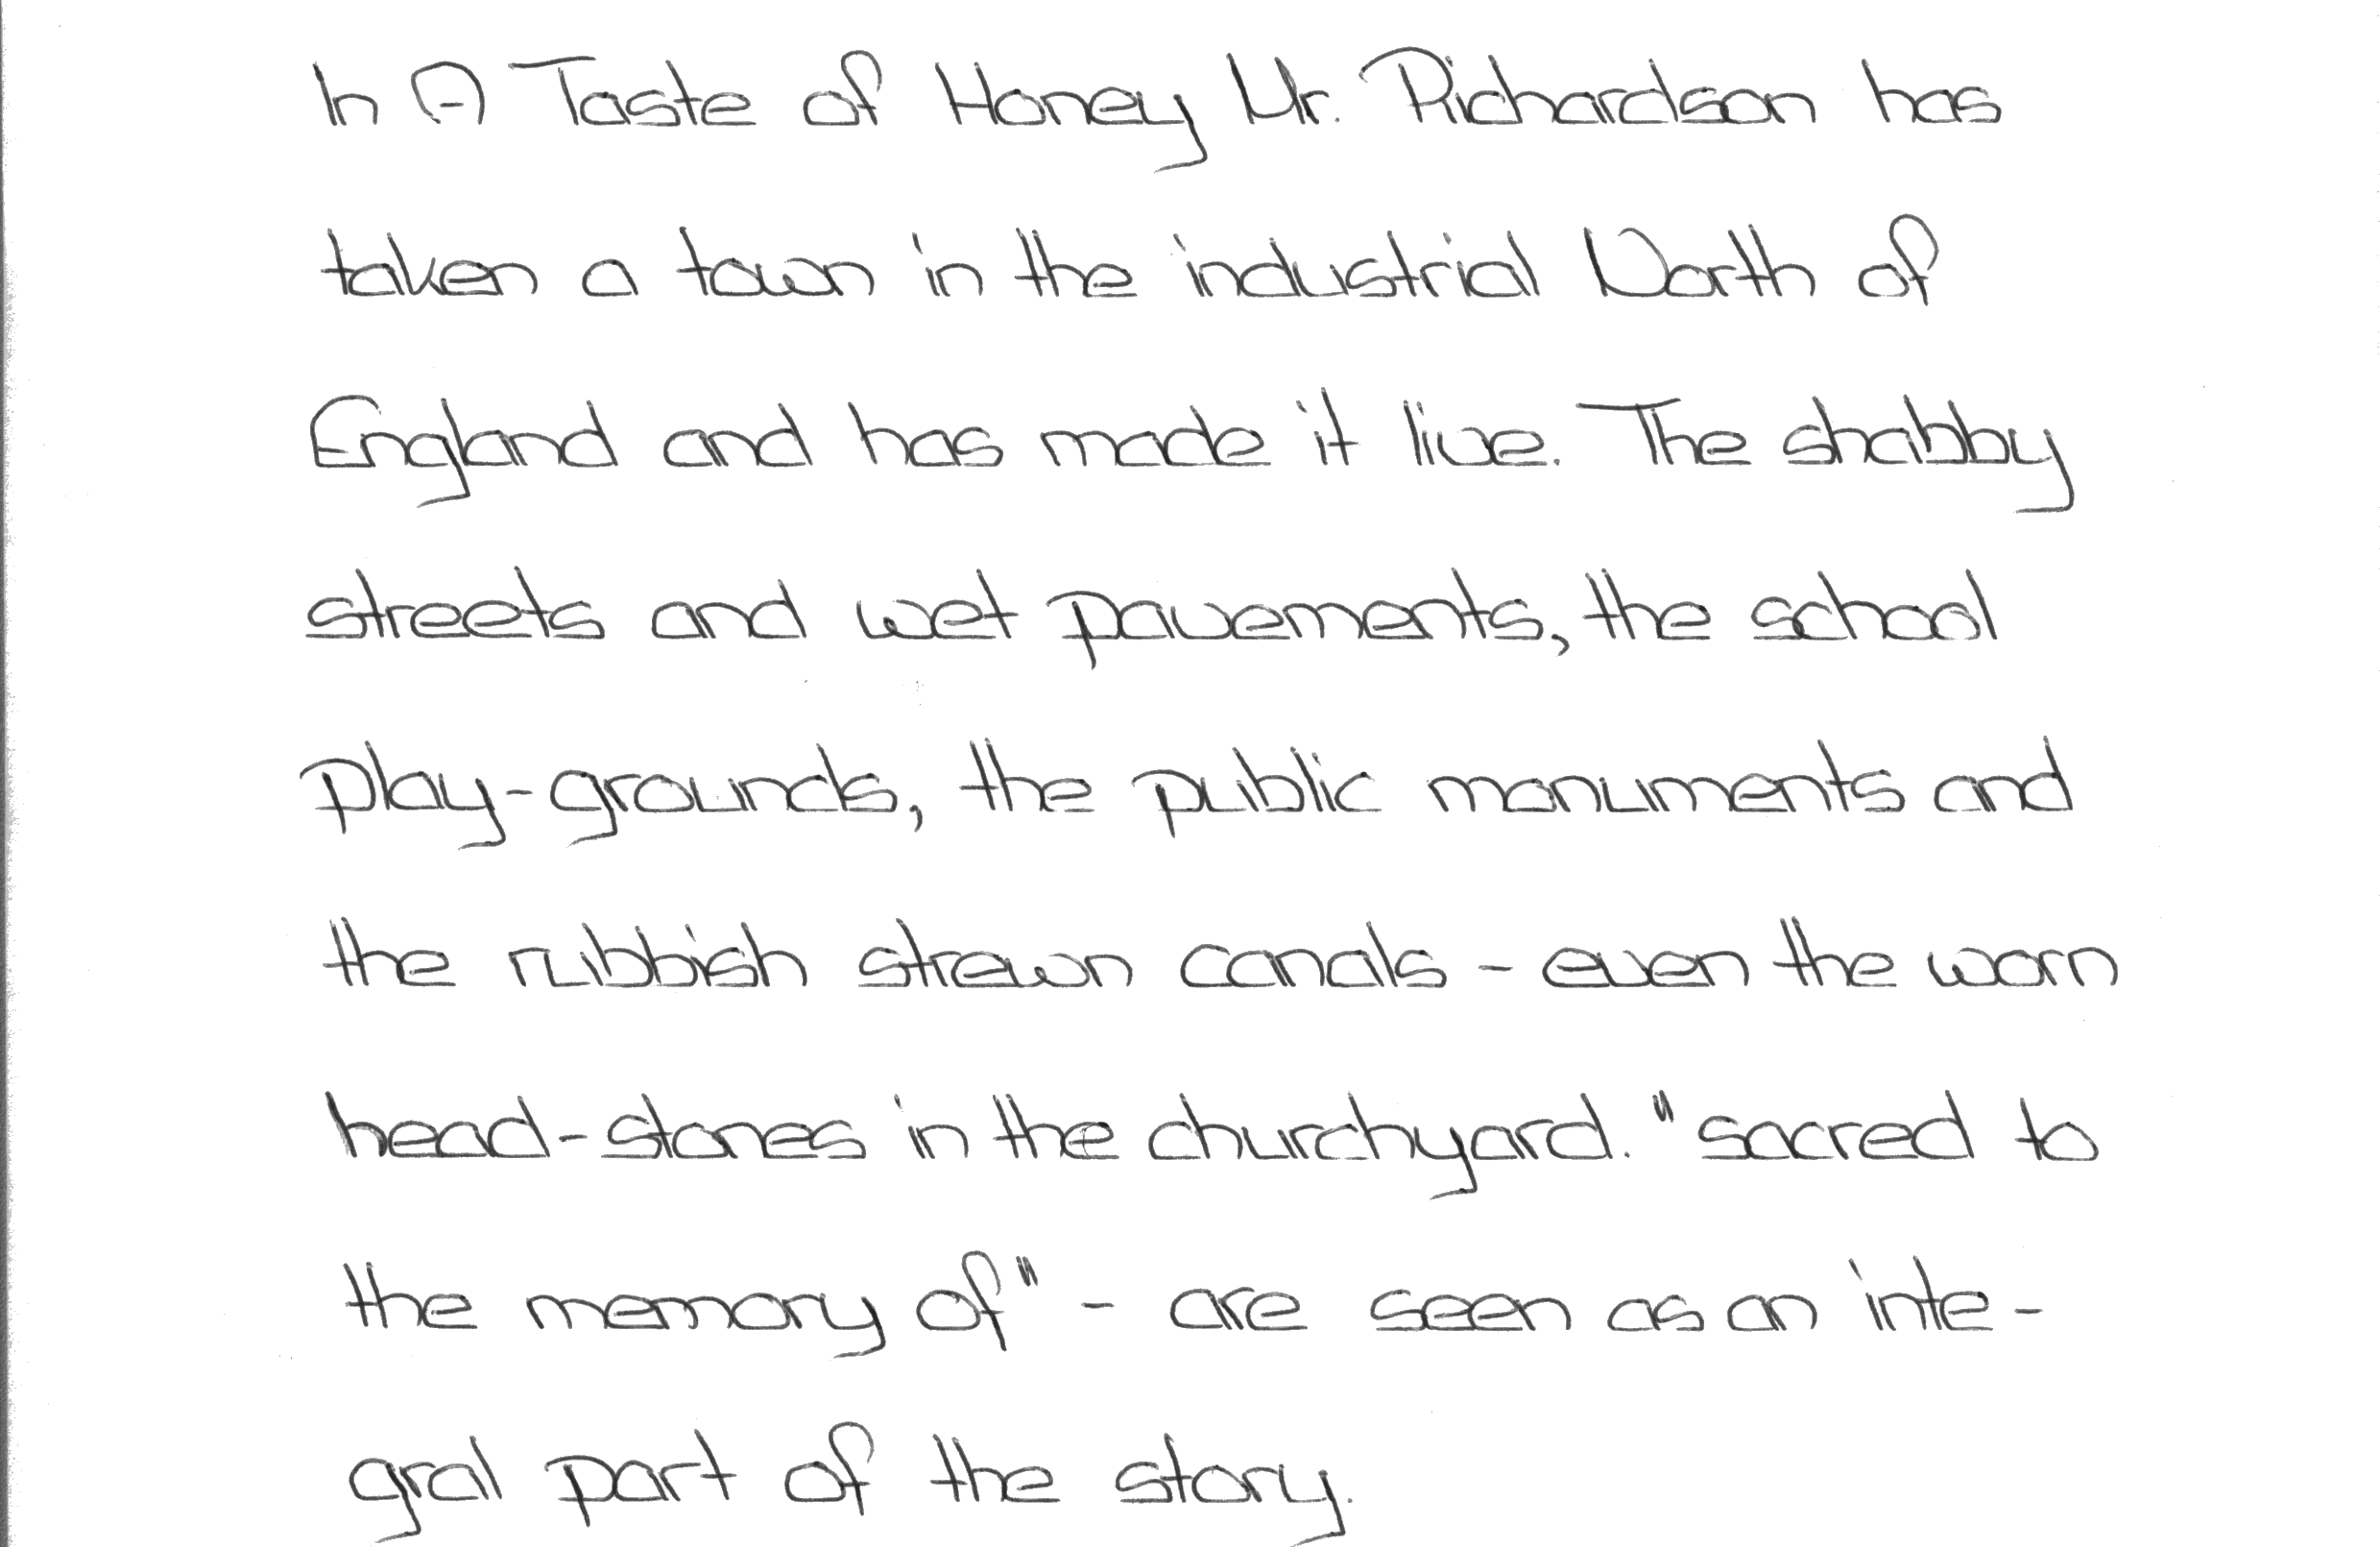 In A Taste of Honey Mr. Richardson has
taken a town in the industrial North of
England and has made it live. The shabby
streets and wet pavements, the school
play-grounds, the public monuments and
the rubbish strewn canals - even the worn
head-stones in the churchyard. "sacred to
the memory of" - are seen as an inte-
gral part of the story.